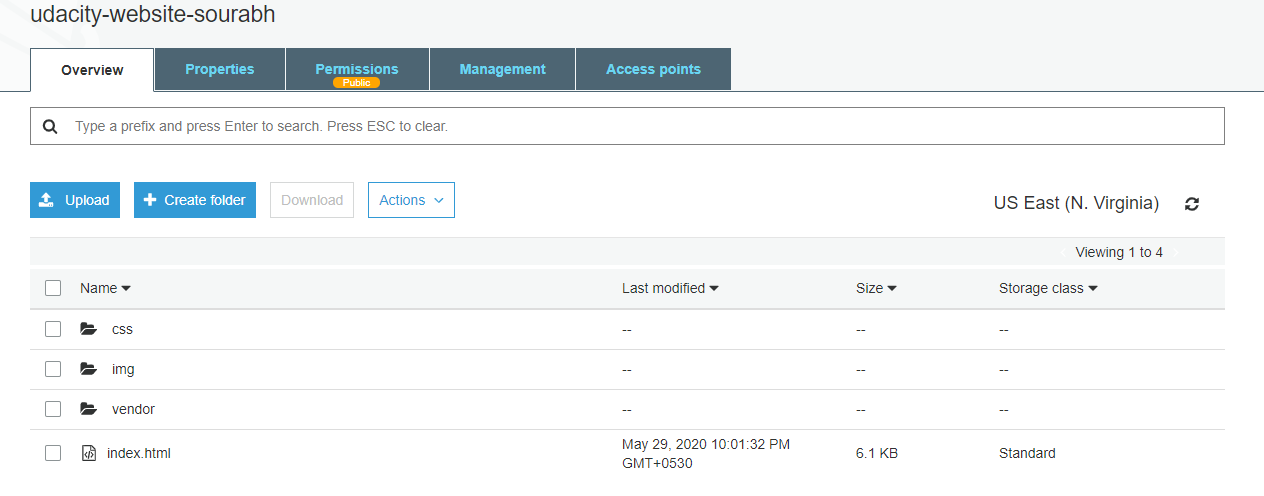 udacity-website-sourabh
Overview Properties Permissions Management Access points
Public
Type a prefix and press Enter to search. Press ESC to clear.
Upload Create folder Download Actions US East (N. Virginia)
Viewing 1 to 4
Name Last modified Size Storage class
css -- -- --
img -- -- --
vendor -- -- --
index.html May 29, 2020 10:01:32 PM 6.1 KB Standard
GMT+0530